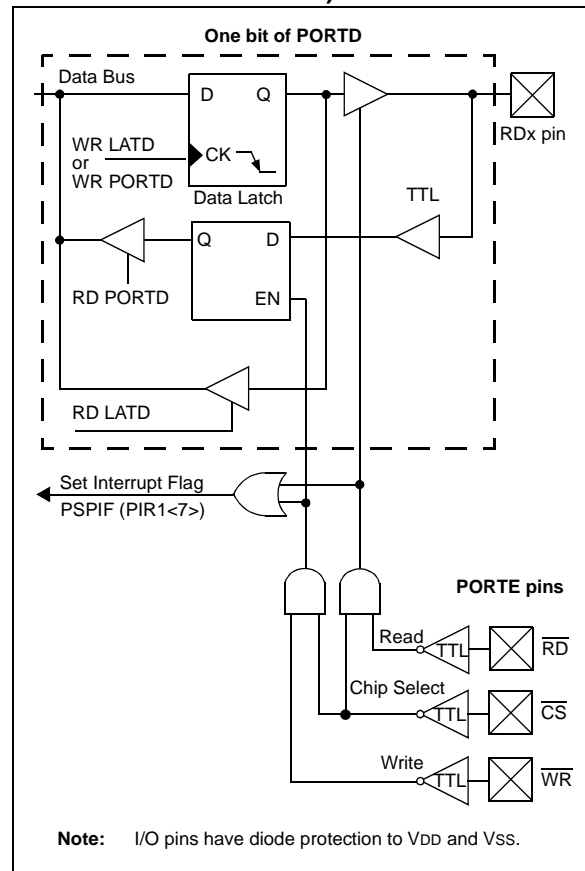 One bit of PORTD
Data Bus
D Q
RDx pin
WR LATD
or
WR PORTD
CK
Data Latch
TTL
Q D
EN
RD PORTD
RD LATD
Set Interrupt Flag
PSPIF (PIR1<7>)
PORTE pins
Read
TTL
RD
Chip Select
TTL
CS
Write
TTL
WR
Note: I/O pins have diode protection to VDD and VSS.